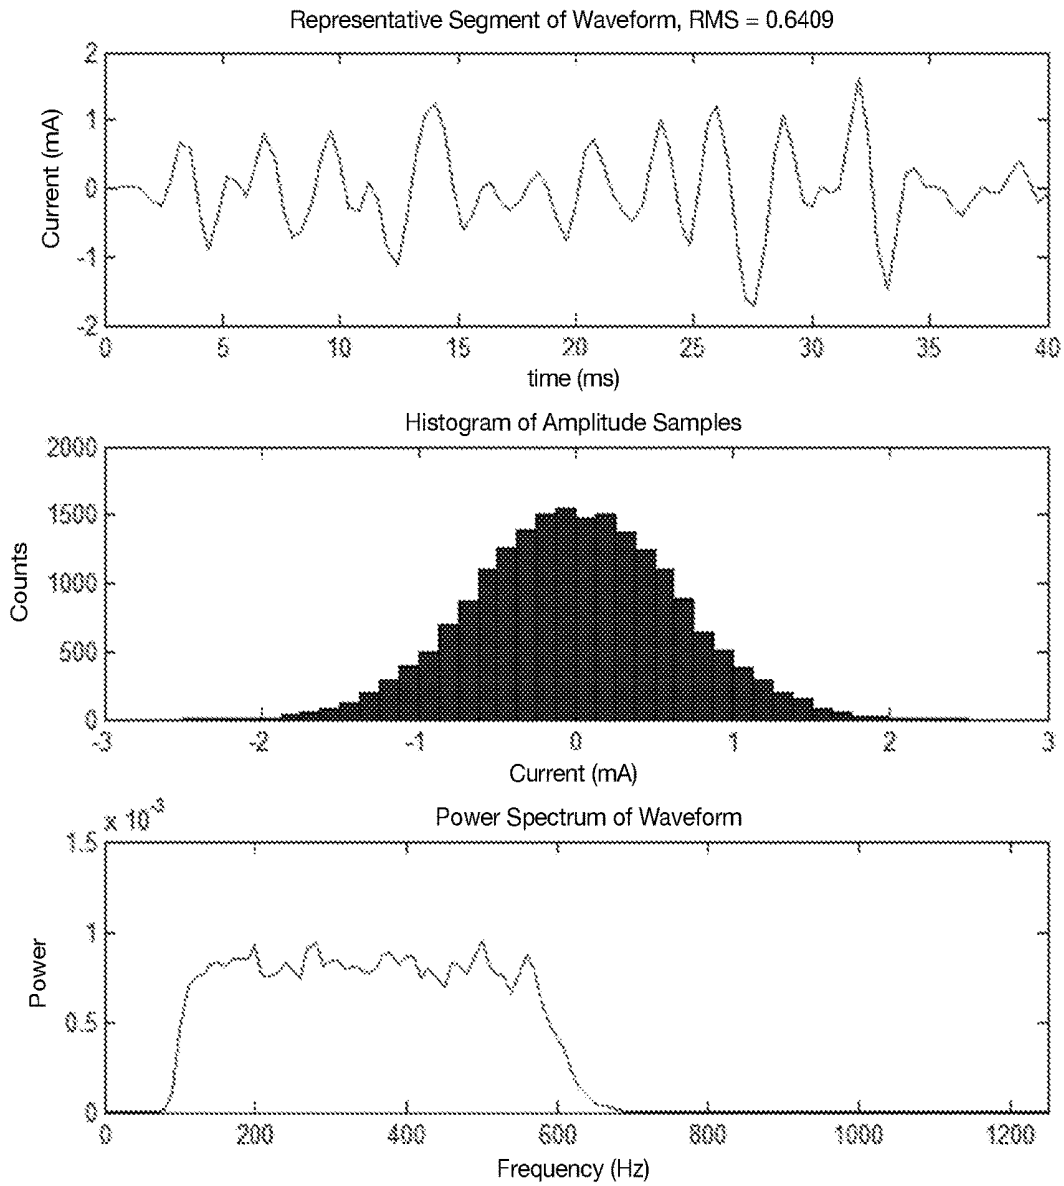 Representative Segment of Waveform, RMS = 0.6409
2
1
0
-1
-2
Current (mA)
0 5 10 15 20 25 30 35 40
time (ms)
Histogram of Amplitude Samples
2000
1500
1000
500
0
Counts
-3 -2 -1 0 1 2 3
Current (mA)
x 10-3
Power Spectrum of Waveform
1.5
1
0.5
0
Power
0 200 400 600 800 1000 1200
Frequency (Hz)